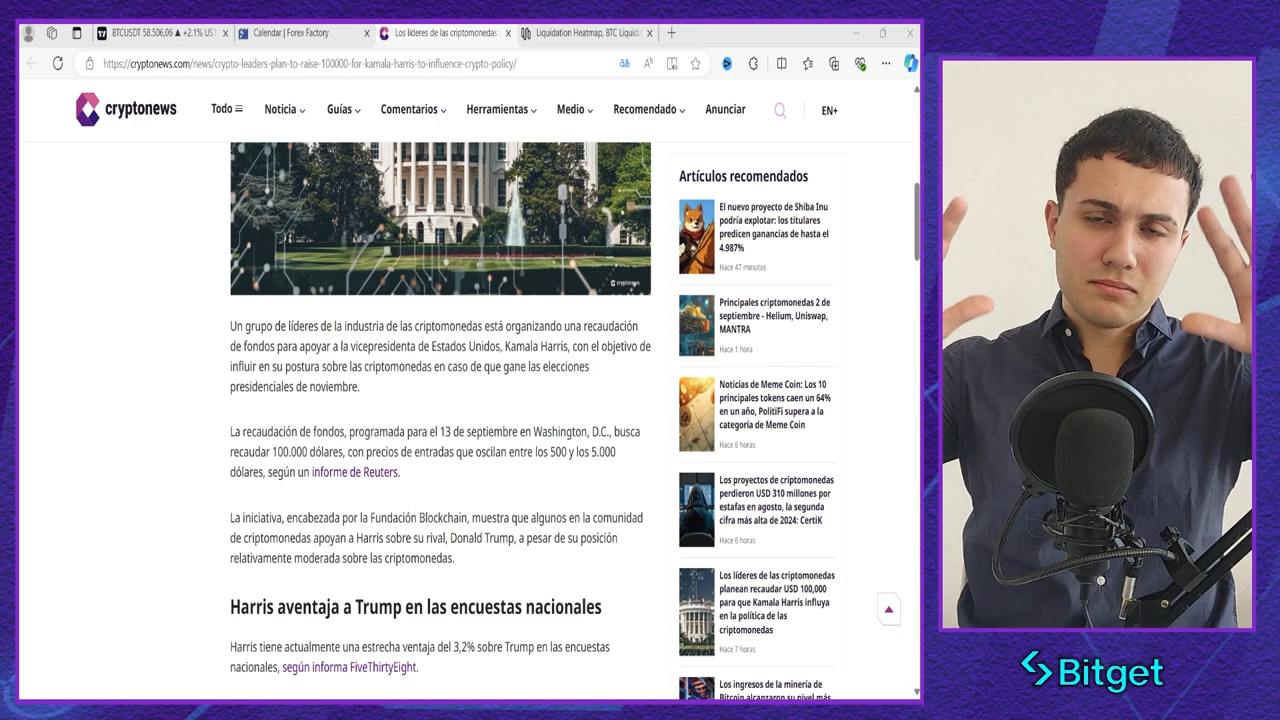 BTCUSDT 58.506,06 ▲ +2.1% US
Calendar | Forex Factory
Los líderes de las criptomonedas
Liquidation Heatmap, BTC Liquid
https://cryptonews.com/news/crypto-leaders-plan-to-raise-100000-for-kamala-harris-to-influence-crypto-policy/
cryptonews
Todo
Noticia
Guías
Comentarios
Herramientas
Medio
Recomendado
Anunciar
EN+
cryptonews
Un grupo de líderes de la industria de las criptomonedas está organizando una recaudación
de fondos para apoyar a la vicepresidenta de Estados Unidos, Kamala Harris, con el objetivo de
influir en su postura sobre las criptomonedas en caso de que gane las elecciones
presidenciales de noviembre.
La recaudación de fondos, programada para el 13 de septiembre en Washington, D.C., busca
recaudar 100.000 dólares, con precios de entradas que oscilan entre los 500 y los 5.000
dólares, según un informe de Reuters.
La iniciativa, encabezada por la Fundación Blockchain, muestra que algunos en la comunidad
de criptomonedas apoyan a Harris sobre su rival, Donald Trump, a pesar de su posición
relativamente moderada sobre las criptomonedas.
Harris aventaja a Trump en las encuestas nacionales
Harris tiene actualmente una estrecha ventaja del 3,2% sobre Trump en las encuestas
nacionales, según informa FiveThirtyEight.
Artículos recomendados
El nuevo proyecto de Shiba Inu
podría explotar: los titulares
predicen ganancias de hasta el
4.987%
Hace 47 minutos
Principales criptomonedas 2 de
septiembre - Helium, Uniswap,
MANTRA
Hace 1 hora
Noticias de Meme Coin: Los 10
principales tokens caen un 64%
en un año, PolitiFi supera a la
categoría de Meme Coin
Hace 6 horas
Los proyectos de criptomonedas
perdieron USD 310 millones por
estafas en agosto, la segunda
cifra más alta de 2024: CertiK
Hace 6 horas
Los líderes de las criptomonedas
planean recaudar USD 100,000
para que Kamala Harris influya
en la política de las
criptomonedas
Hace 7 horas
Los ingresos de la minería de
Bitcoin alcanzaron su nivel más
Bitget